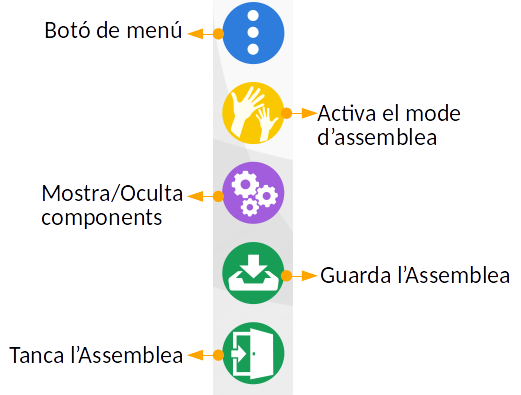 Botó de menú
Activa el mode
d’assemblea
Mostra/Oculta
components
Guarda l’Assemblea
Tanca l’Assemblea